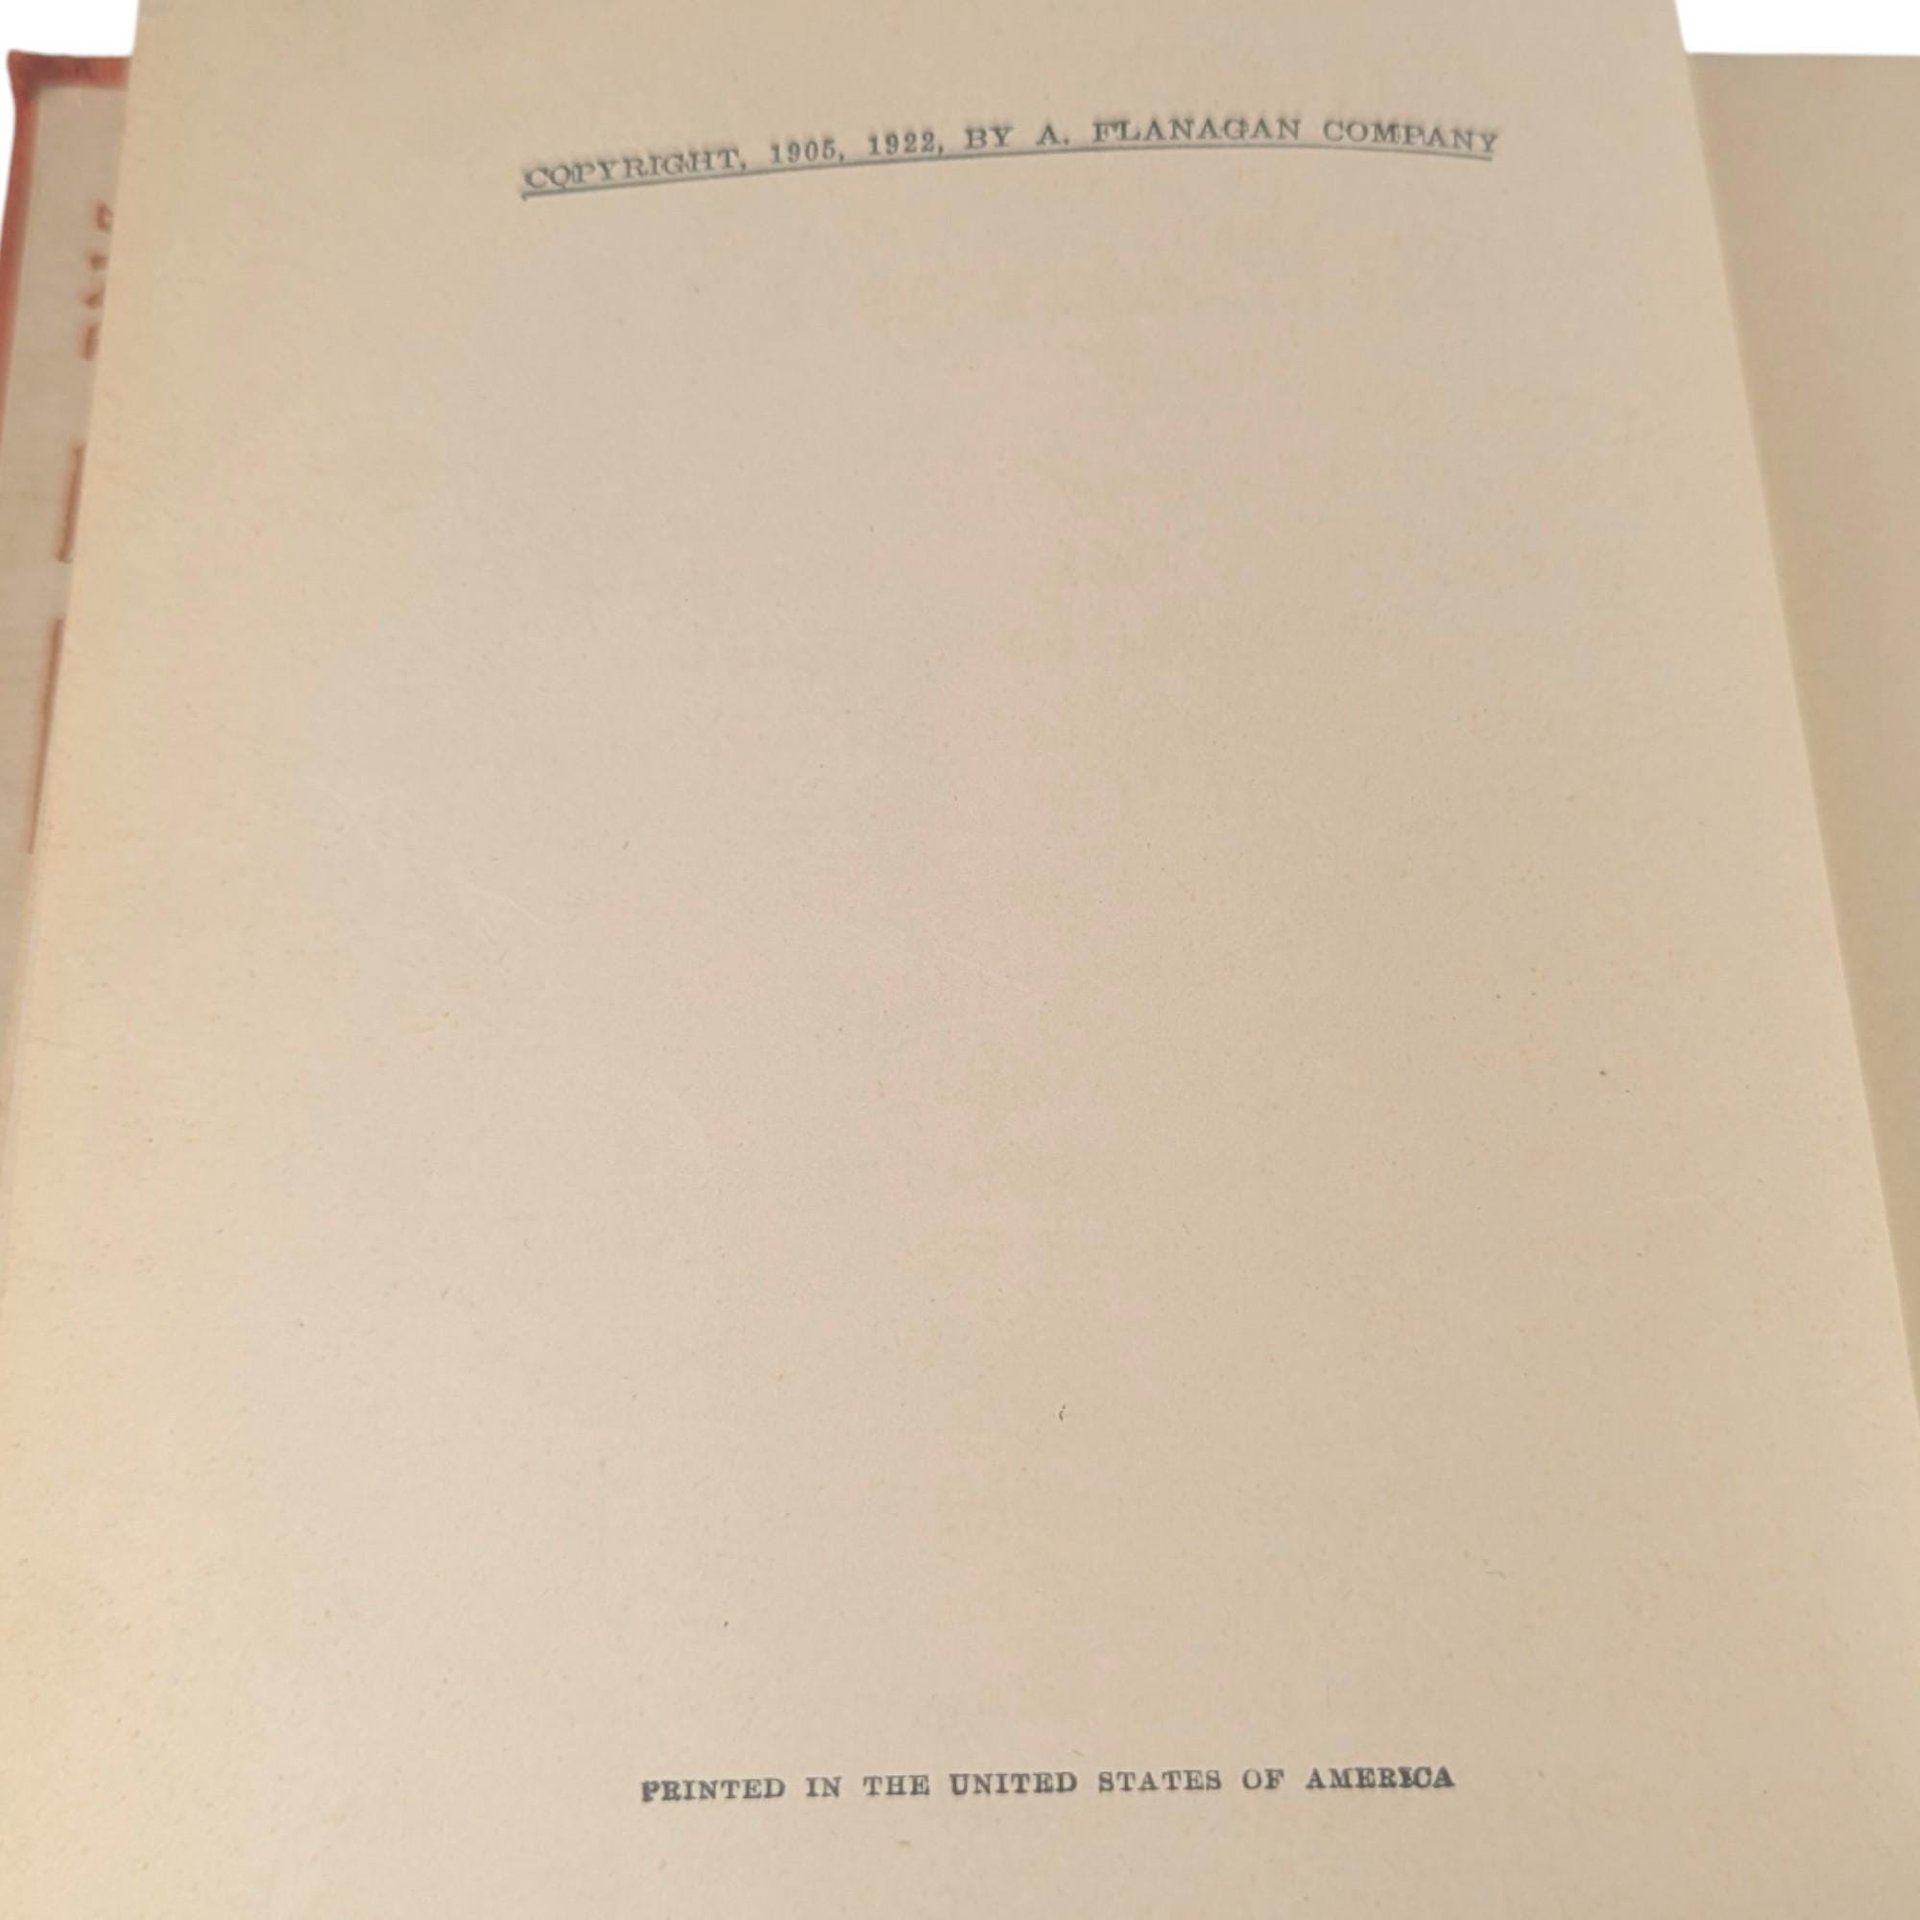 COPYRIGHT, 1905, 1922, BY A. FLANAGAN COMPANY
PRINTED IN THE UNITED STATES OF AMERICA